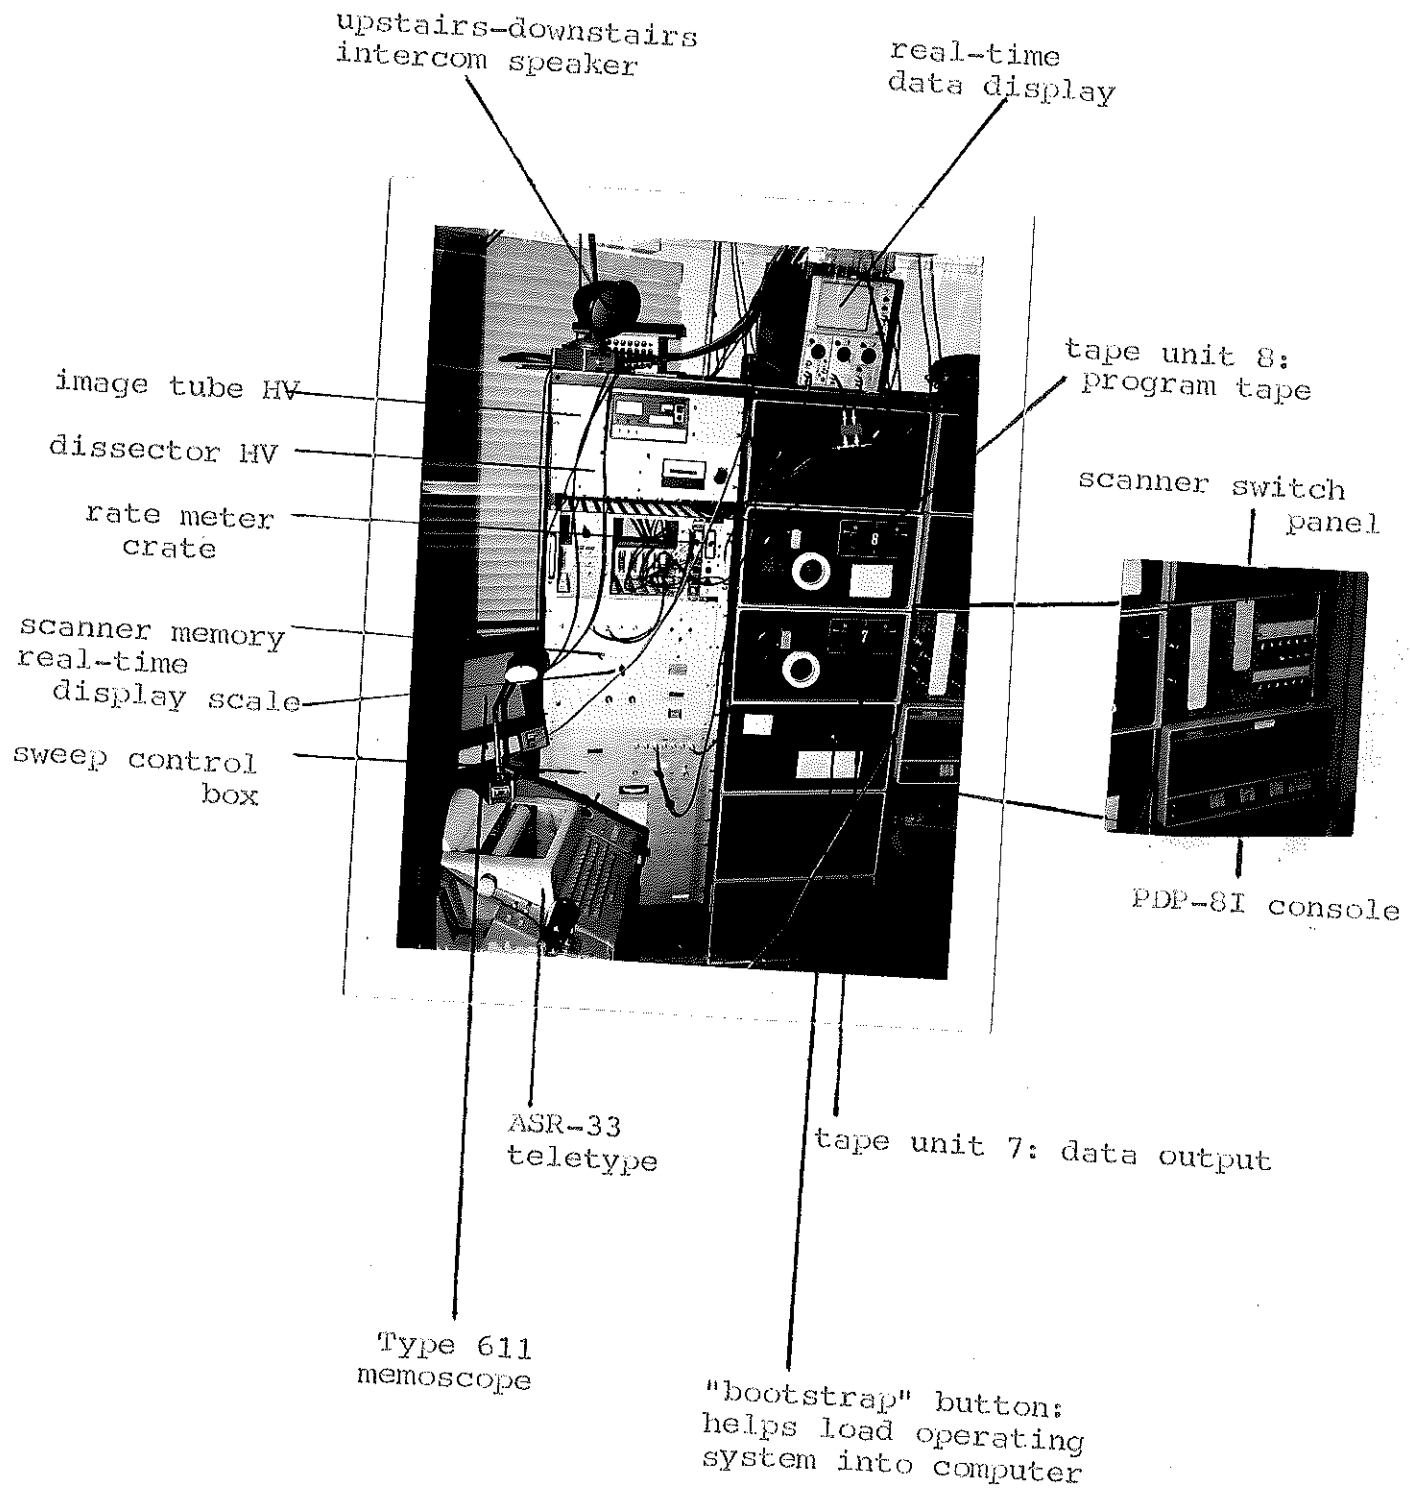 upstairs-downstairs
intercom speaker
real-time
data display
image tube HV
dissector HV
rate meter
crate
scanner memory
real-time
display scale
sweep control
box
tape unit 8:
program tape
scanner switch
panel
8
7
PDP-8I console
ASR-33
teletype
tape unit 7: data output
Type 611
memoscope
"bootstrap" button:
helps load operating
system into computer